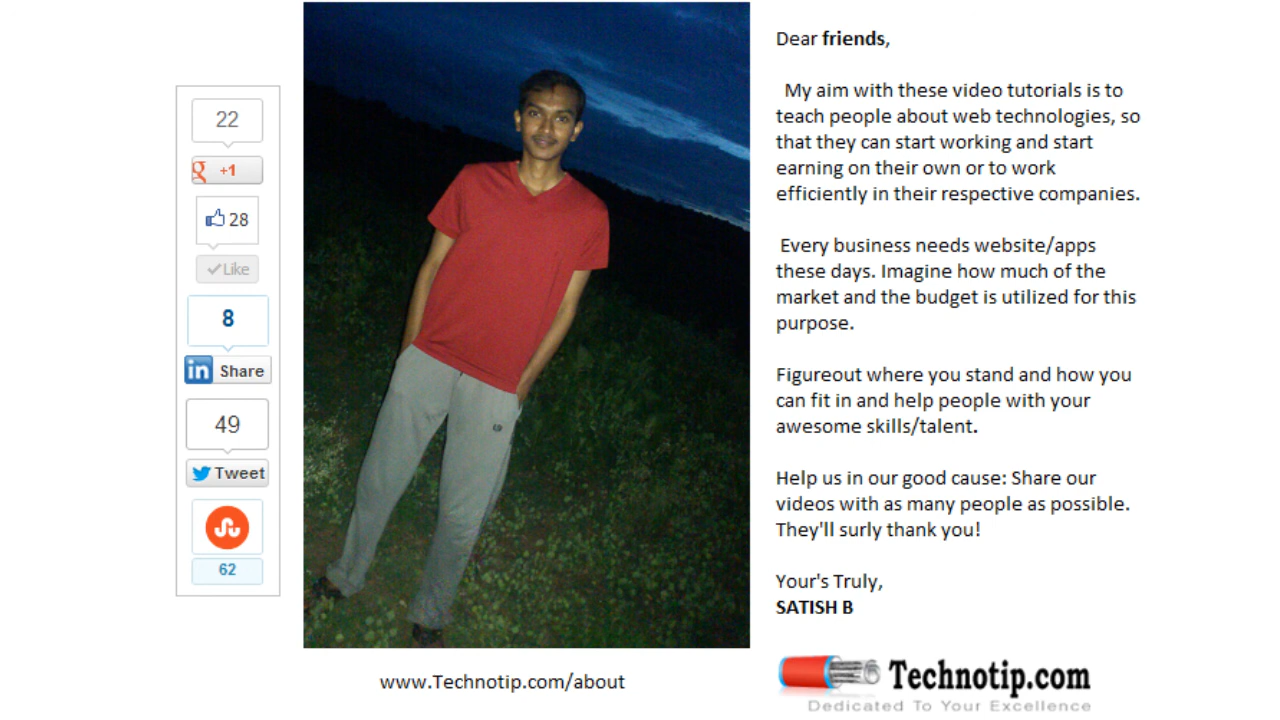 22
g +1
28
Like
8
in Share
49
Tweet
62
www.Technotip.com/about
Dear friends,
My aim with these video tutorials is to
teach people about web technologies, so
that they can start working and start
earning on their own or to work
efficiently in their respective companies.
Every business needs website/apps
these days. Imagine how much of the
market and the budget is utilized for this
purpose.
Figureout where you stand and how you
can fit in and help people with your
awesome skills/talent.
Help us in our good cause: Share our
videos with as many people as possible.
They'll surly thank you!
Your's Truly,
SATISH B
Technotip.com
Dedicated To Your Excellence